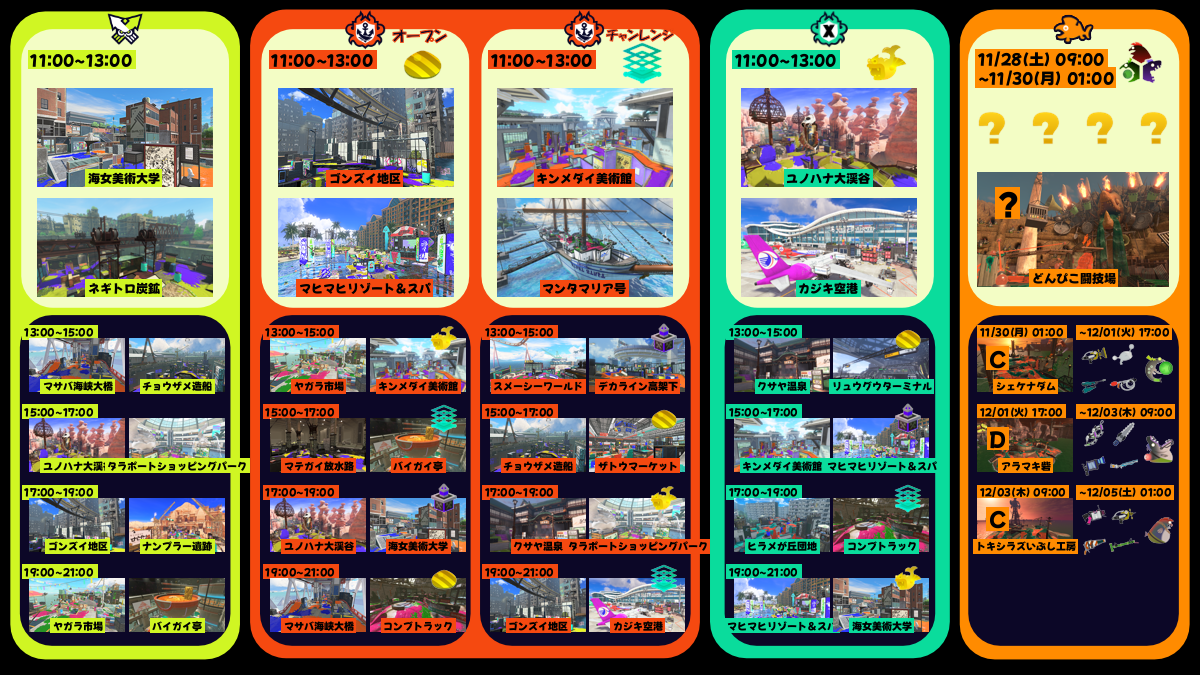 11:00~13:00
海女美術大学
ネギトロ炭鉱
13:00~15:00
マサバ海峡大橋
チョウザメ造船
15:00~17:00
ユノハナ大渓
タラポートショッピングパーク
17:00~19:00
ゴンズイ地区
ナンプラー遺跡
19:00~21:00
ヤガラ市場
バイガイ亭
オープン
11:00~13:00
ゴンズイ地区
マヒマヒリゾート&スパ
13:00~15:00
ヤガラ市場
キンメダイ美術館
15:00~17:00
マテガイ放水路
バイガイ亭
17:00~19:00
ユノハナ大渓谷
海女美術大学
19:00~21:00
マサバ海峡大橋
コンブトラック
チャレンジ
11:00~13:00
キンメダイ美術館
マンタマリア号
13:00~15:00
スメーシーワールド
デカライン高架下
15:00~17:00
チョウザメ造船
ザトウマーケット
17:00~19:00
クサヤ温泉
タラポートショッピングパーク
19:00~21:00
ゴンズイ地区
カジキ空港
X
11:00~13:00
ユノハナ大渓谷
カジキ空港
13:00~15:00
クサヤ温泉
リュウグウターミナル
15:00~17:00
キンメダイ美術館
マヒマヒリゾート&スパ
17:00~19:00
ヒラメが丘団地
コンブトラック
19:00~21:00
マヒマヒリゾート&スパ
海女美術大学
11/28(土) 09:00
~11/30(月) 01:00
? ? ? ?
?
どんぴこ闘技場
11/30(月) 01:00 ~12/01(火) 17:00
C
シェケナダム
12/01(火) 17:00 ~12/03(木) 09:00
D
アラマキ砦
12/03(木) 09:00 ~12/05(土) 01:00
C
トキシラズいぶし工房